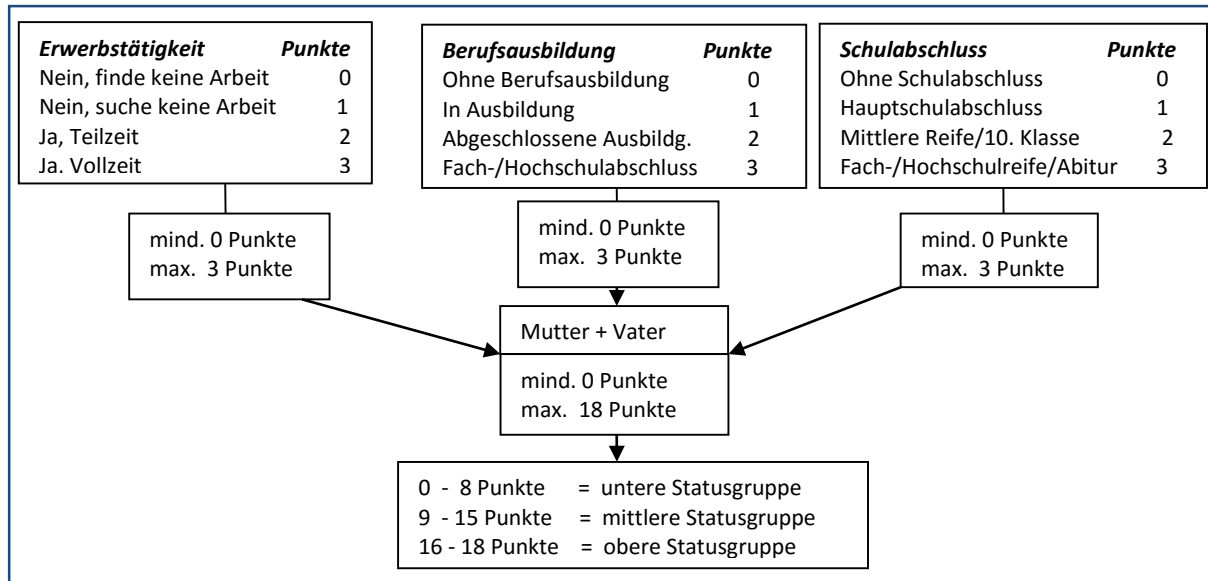 Erwerbstätigkeit Punkte
Nein, finde keine Arbeit 0
Nein, suche keine Arbeit 1
Ja, Teilzeit 2
Ja. Vollzeit 3
Berufsausbildung Punkte
Ohne Berufsausbildung 0
In Ausbildung 1
Abgeschlossene Ausbildg. 2
Fach-/Hochschulabschluss 3
Schulabschluss Punkte
Ohne Schulabschluss 0
Hauptschulabschluss 1
Mittlere Reife/10. Klasse 2
Fach-/Hochschulreife/Abitur 3
mind. 0 Punkte
max. 3 Punkte
mind. 0 Punkte
max. 3 Punkte
mind. 0 Punkte
max. 3 Punkte
Mutter + Vater
mind. 0 Punkte
max. 18 Punkte
0 - 8 Punkte = untere Statusgruppe
9 - 15 Punkte = mittlere Statusgruppe
16 - 18 Punkte = obere Statusgruppe